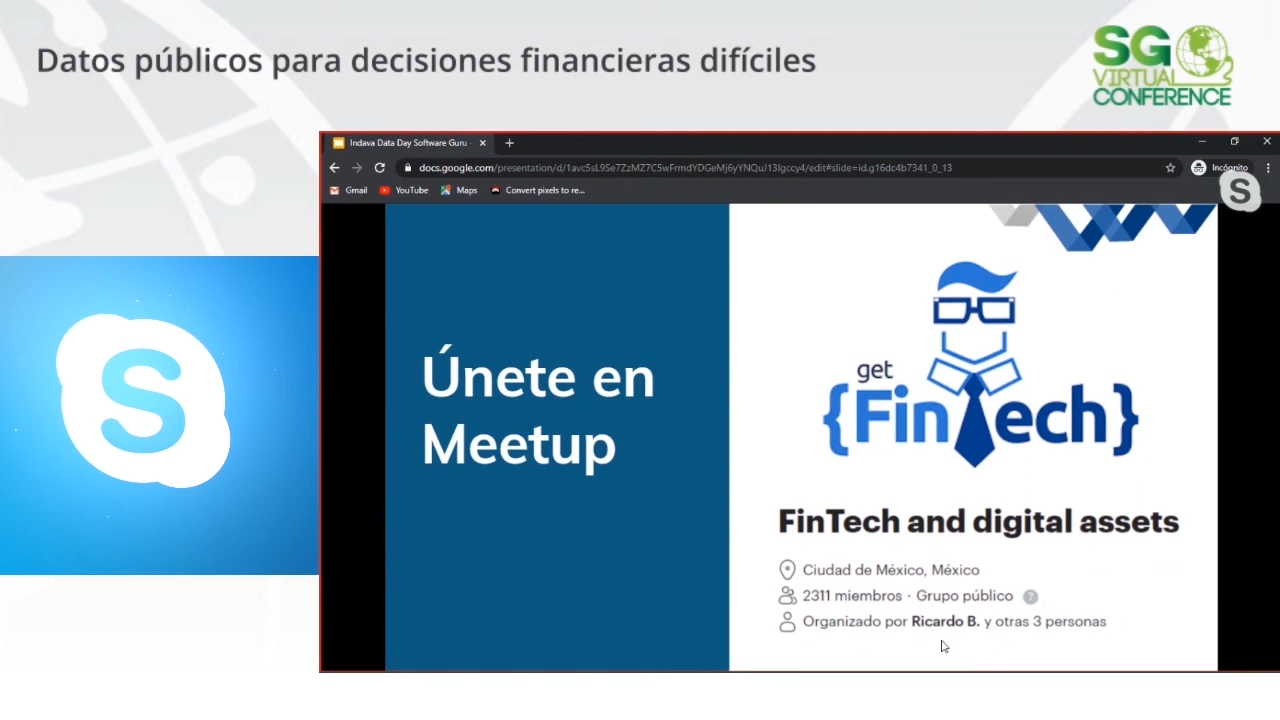 Datos públicos para decisiones financieras difíciles
SG
VIRTUAL
CONFERENCE
Indava Data Day Software Guru -
docs.google.com/presentation/d/1avc5sL9Se7ZzMZ7C5wFrmdYDGeMj6yYNQuJ13Igccy4/edit#slide=id.g16dc4b7341_0_13
Incógnito
Gmail
YouTube
Maps
Convert pixels to re...
S
S
Únete en
Meetup
get
{FinTech}
FinTech and digital assets
Ciudad de México, México
2311 miembros · Grupo público ?
Organizado por Ricardo B. y otras 3 personas